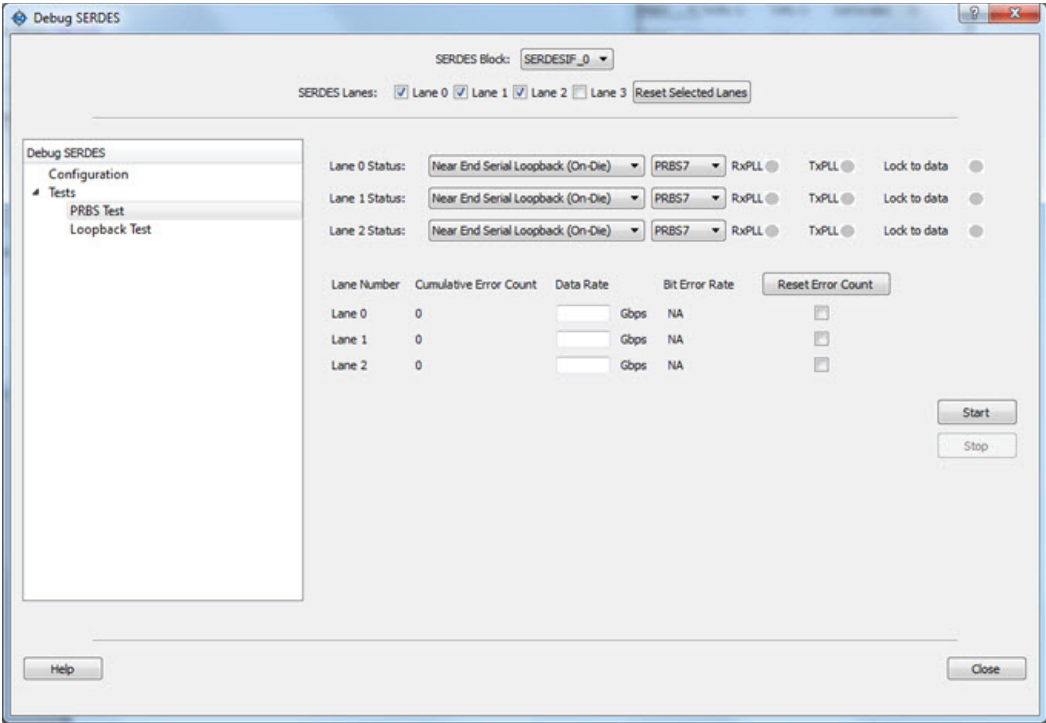 Debug SERDES
SERDES Block: SERDESIF_0
SERDES Lanes: Lane 0 Lane 1 Lane 2 Lane 3 Reset Selected Lanes
Debug SERDES
Configuration
Tests
PRBS Test
Loopback Test
Lane 0 Status: Near End Serial Loopback (On-Die) PRBS7 RxPLL TxPLL Lock to data
Lane 1 Status: Near End Serial Loopback (On-Die) PRBS7 RxPLL TxPLL Lock to data
Lane 2 Status: Near End Serial Loopback (On-Die) PRBS7 RxPLL TxPLL Lock to data
Lane Number Cumulative Error Count Data Rate Bit Error Rate Reset Error Count
Lane 0 0 Gbps NA
Lane 1 0 Gbps NA
Lane 2 0 Gbps NA
Start
Stop
Help Close